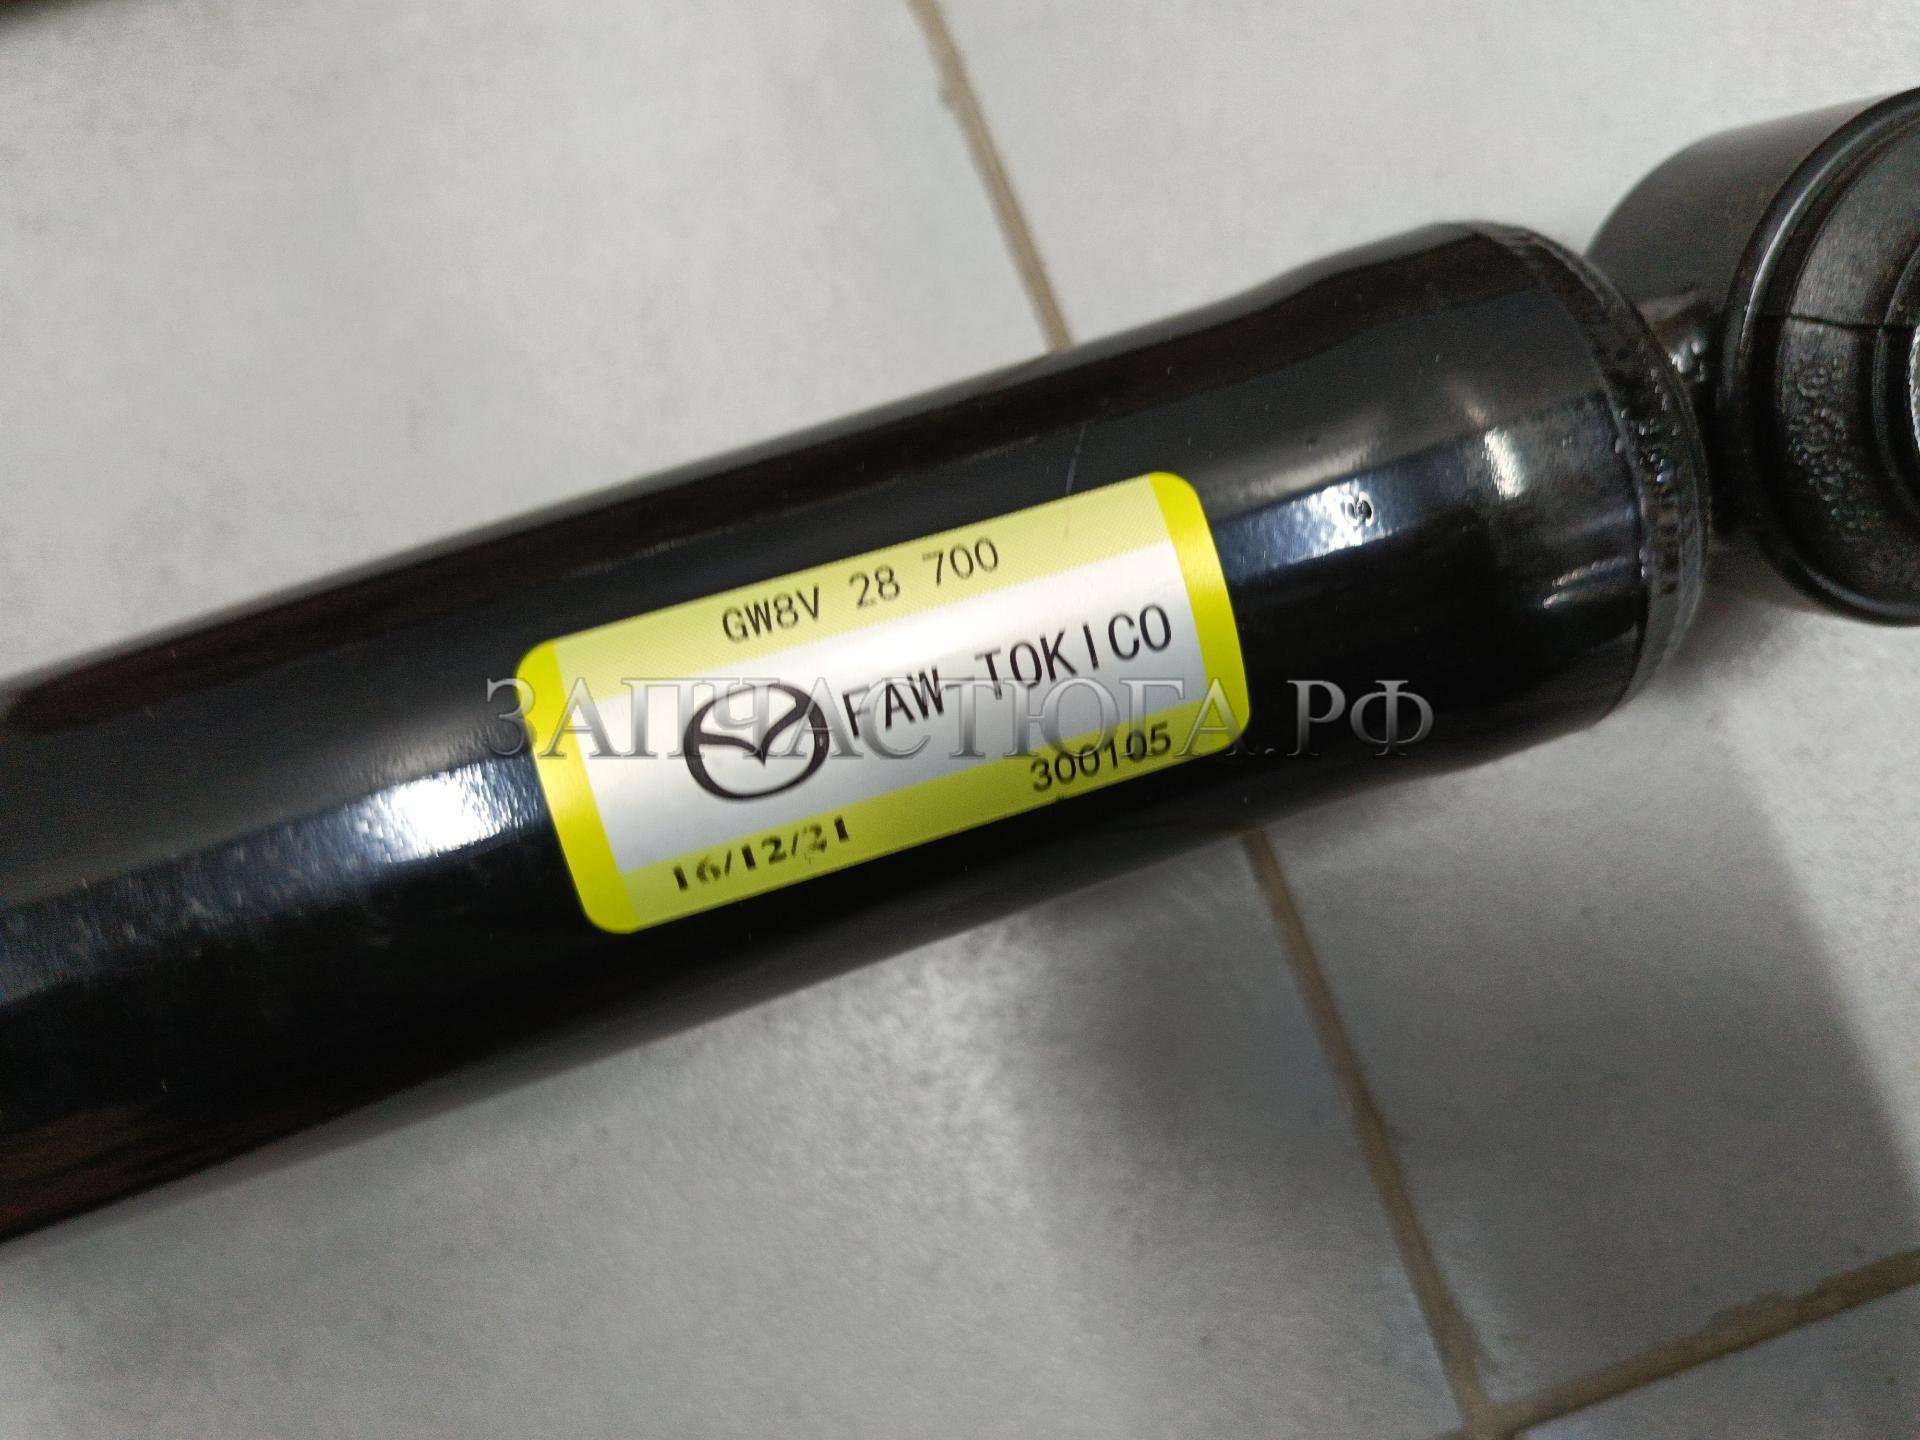 GW8V 28 700
FAW-TOKICO
ЗАПЧАСТЮГА.РФ
300105
16/12/21